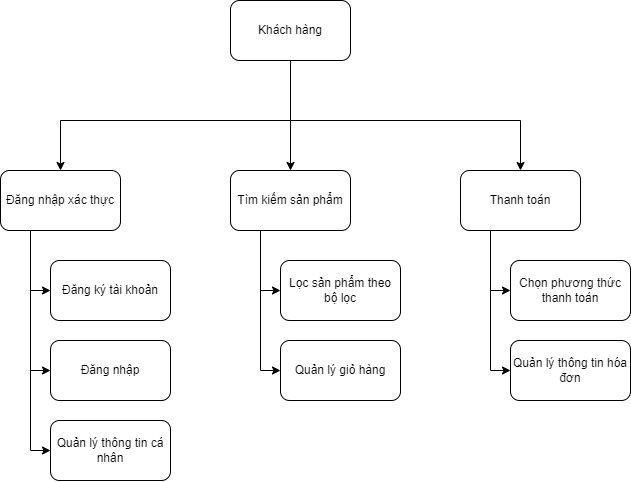 Khách hàng
Đăng nhập xác thực
Tìm kiếm sản phẩm
Thanh toán
Đăng ký tài khoản
Lọc sản phẩm theo
bộ lọc
Chọn phương thức
thanh toán
Đăng nhập
Quản lý giỏ hàng
Quản lý thông tin hóa
đơn
Quản lý thông tin cá
nhân